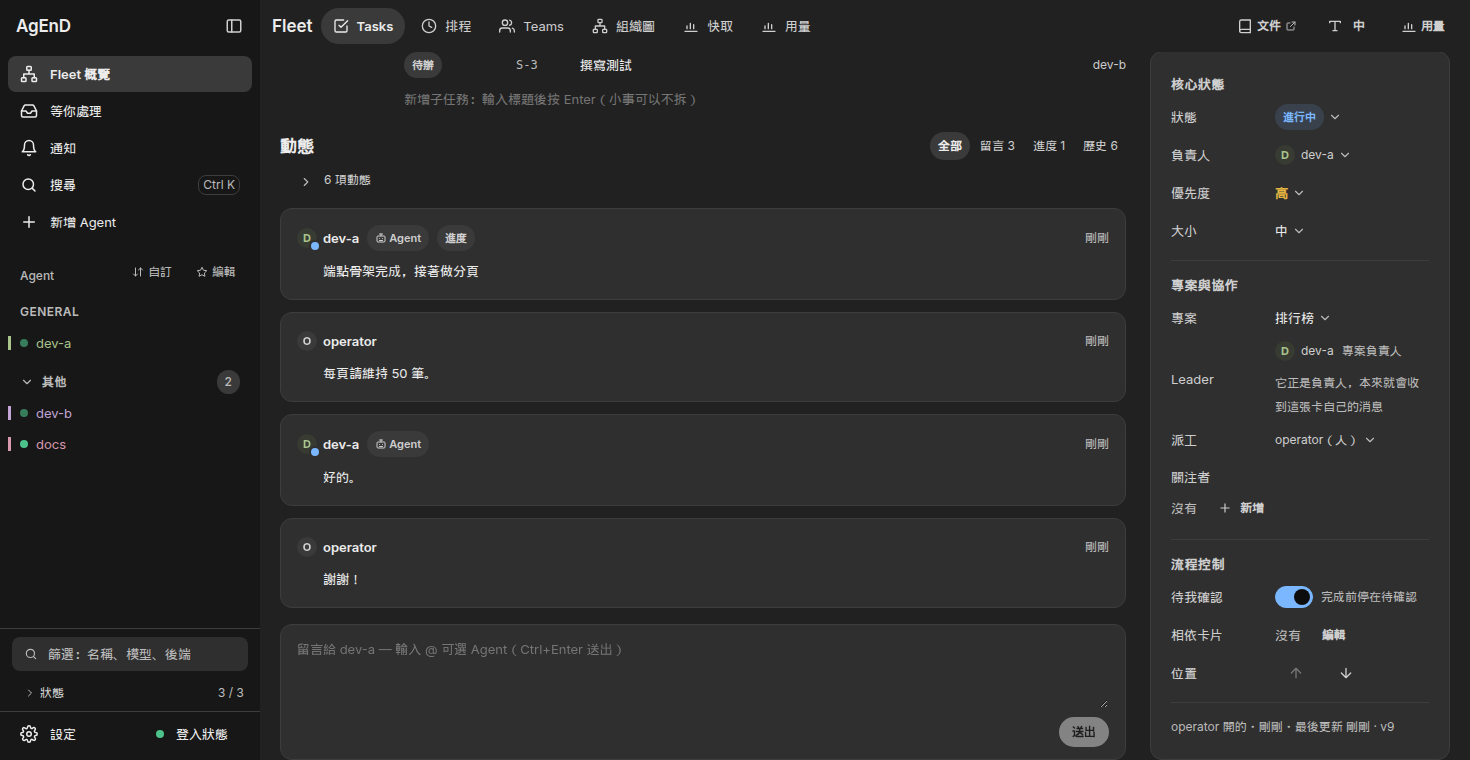 AgEnD
Fleet 概覽
等你處理
通知
搜尋 Ctrl K
新增 Agent
Agent 自訂 編輯
GENERAL
dev-a
其他 2
dev-b
docs
篩選：名稱、模型、後端
狀態 3 / 3
設定 登入狀態
Fleet Tasks 排程 Teams 組織圖 快取 用量 文件 中 用量
待辦 S-3 撰寫測試 dev-b
新增子任務：輸入標題後按 Enter（小事可以不拆）
動態 全部 留言 3 進度 1 歷史 6
6 項動態
D dev-a Agent 進度 剛剛
端點骨架完成，接著做分頁
O operator 剛剛
每頁請維持 50 筆。
D dev-a Agent 剛剛
好的。
O operator 剛剛
謝謝！
留言給 dev-a — 輸入 @ 可選 Agent（Ctrl+Enter 送出）
送出
核心狀態
狀態 進行中
負責人 D dev-a
優先度 高
大小 中
專案與協作
專案 排行榜
D dev-a 專案負責人
Leader
它正是負責人，本來就會收
到這張卡自己的消息
派工 operator（人）
關注者
沒有 新增
流程控制
待我確認 完成前停在待確認
相依卡片 沒有 編輯
位置
operator 開的・剛剛・最後更新 剛剛 · v9